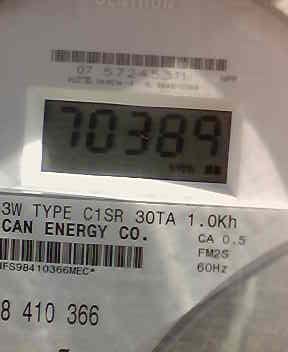 07 57245311
70389
3W TYPE C1SR 30TA 1.0Kh
CAN ENERGY CO.
CA 0.5
FM2S
60Hz
NFS98410366MEC*
8 410 366